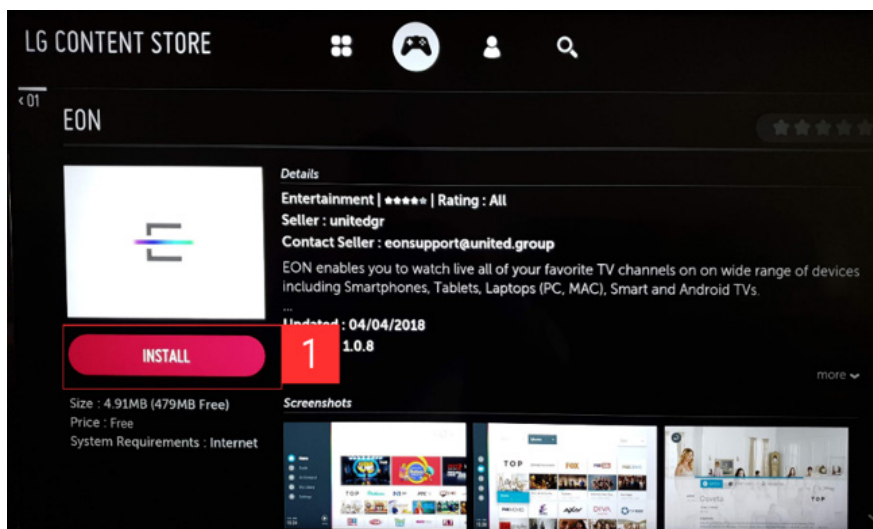 LG CONTENT STORE
< 01
EON
Details
Entertainment | ★★★★★ | Rating : All
Seller : unitedgr
Contact Seller : eonsupport@united.group
EON enables you to watch live all of your favorite TV channels on on wide range of devices
including Smartphones, Tablets, Laptops (PC, MAC), Smart and Android TVs.
...
Updated : 04/04/2018
1.0.8
INSTALL
1
more
Size : 4.91MB (479MB Free)
Price : Free
System Requirements : Internet
Screenshots
TOP
TOP
FOX
AXN
DIVA
TOP